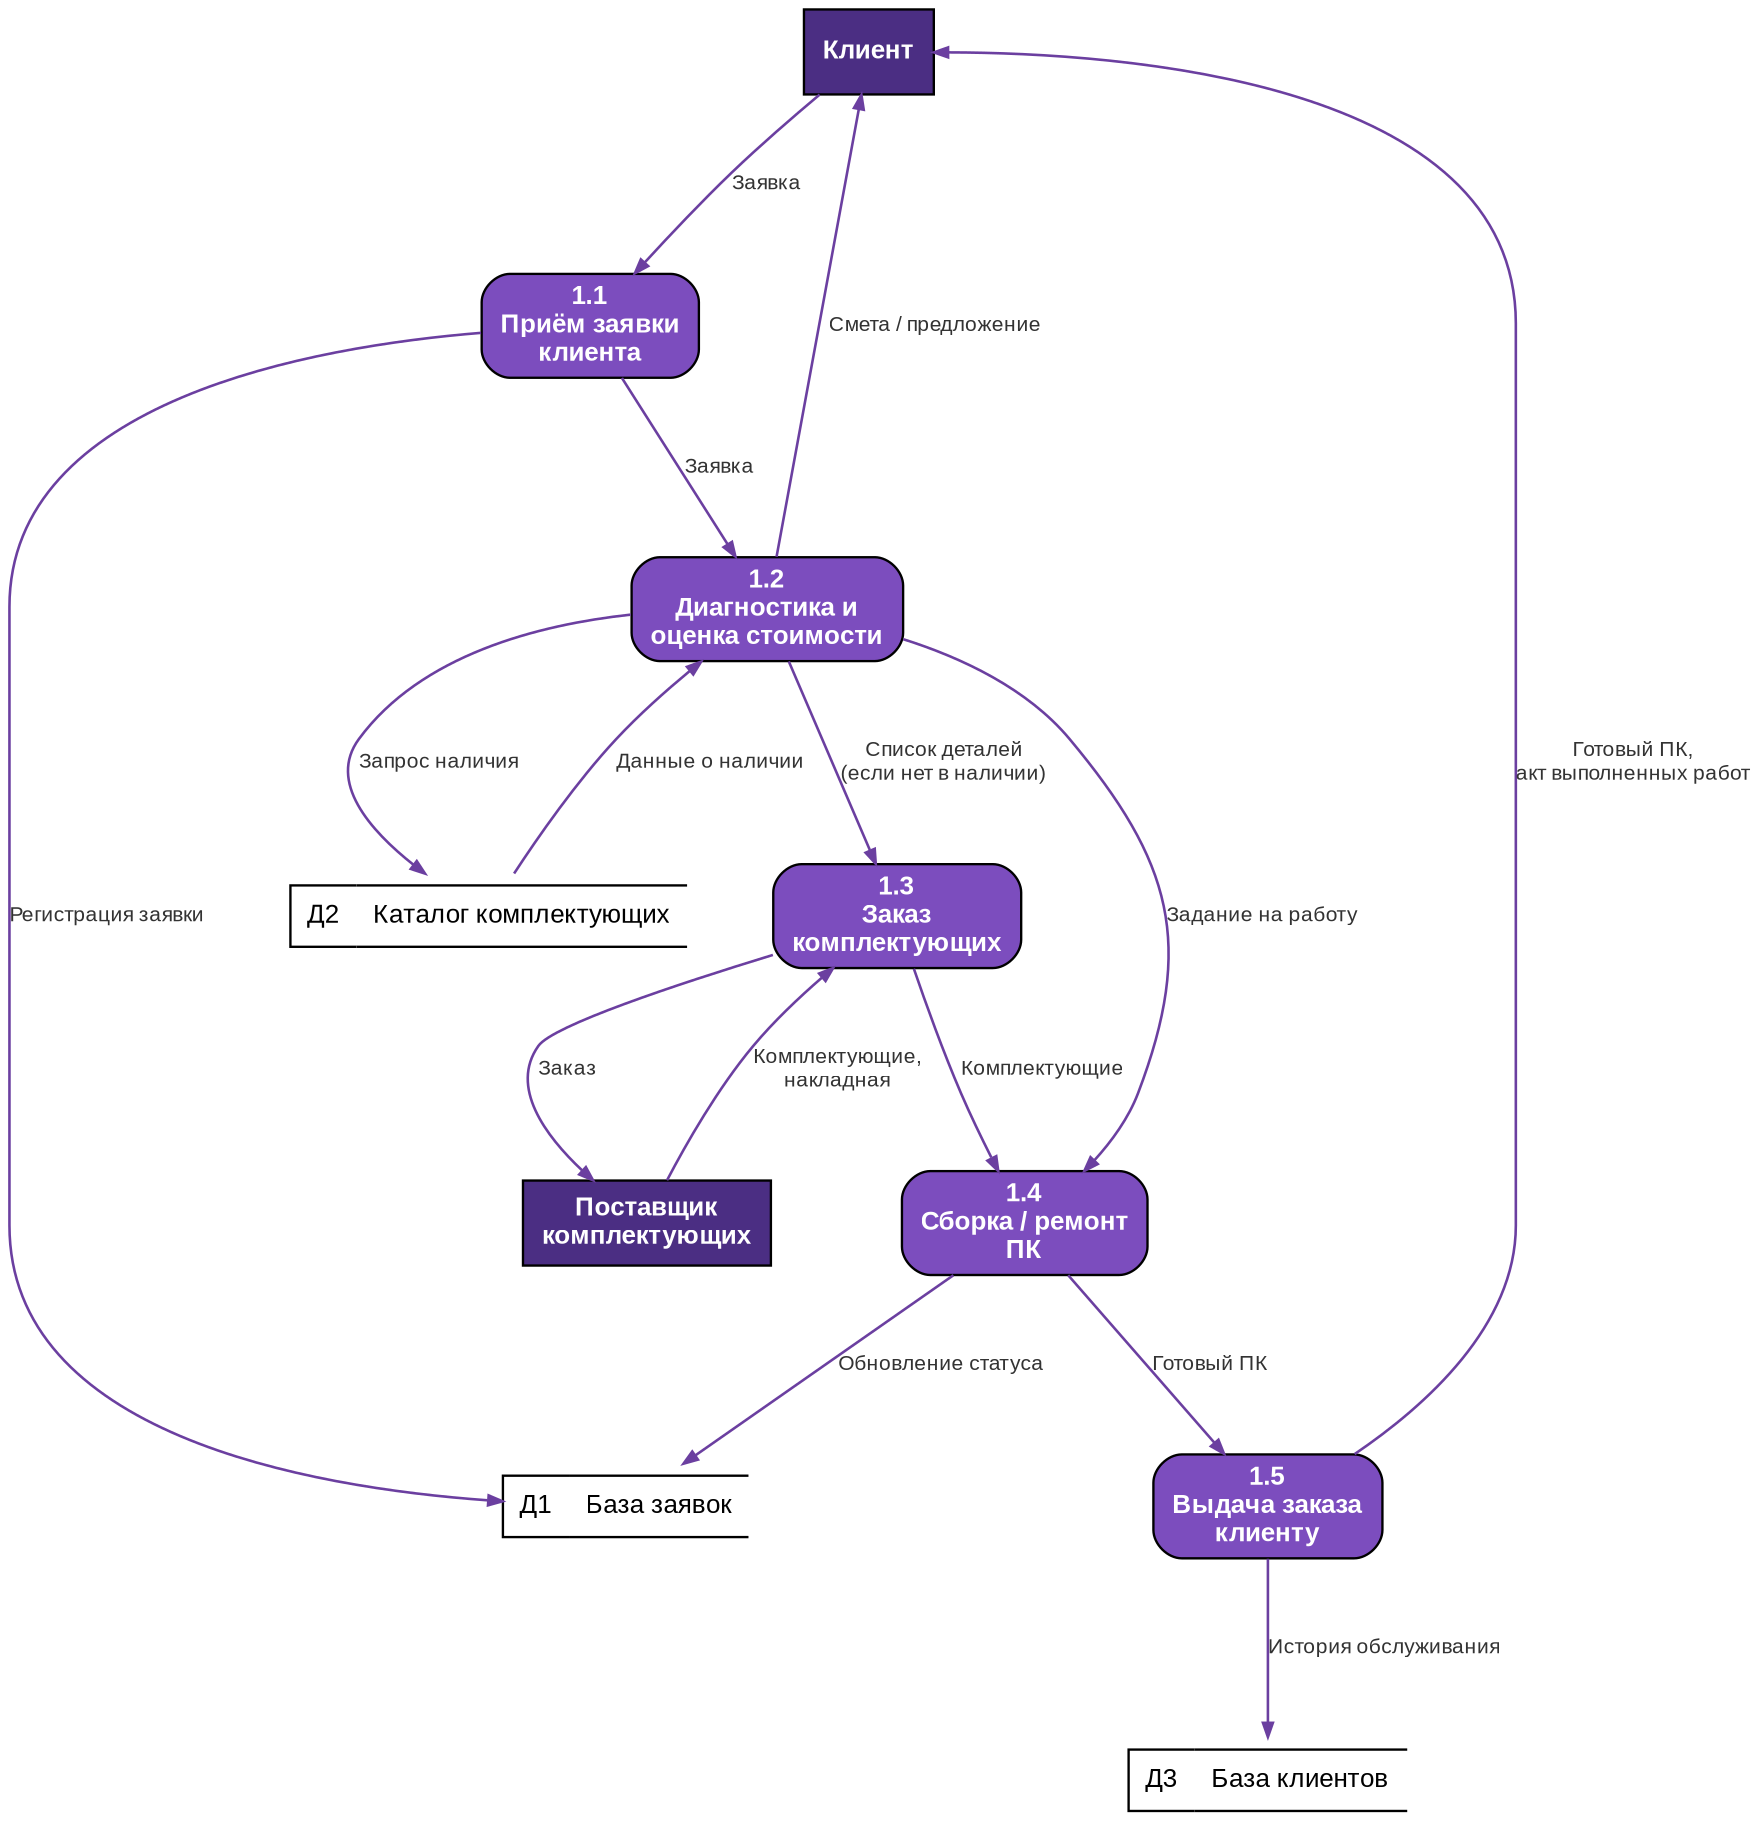 Клиент
Заявка
1.1
Приём заявки
клиента
Смета / предложение
Заявка
1.2
Диагностика и
оценка стоимости
Запрос наличия
Данные о наличии
Список деталей
(если нет в наличии)
Готовый ПК,
акт выполненных работ
Регистрация заявки
Д2
Каталог комплектующих
1.3
Заказ
комплектующих
Задание на работу
Заказ
Комплектующие,
накладная
Комплектующие
Поставщик
комплектующих
1.4
Сборка / ремонт
ПК
Обновление статуса
Готовый ПК
Д1
База заявок
1.5
Выдача заказа
клиенту
История обслуживания
Д3
База клиентов